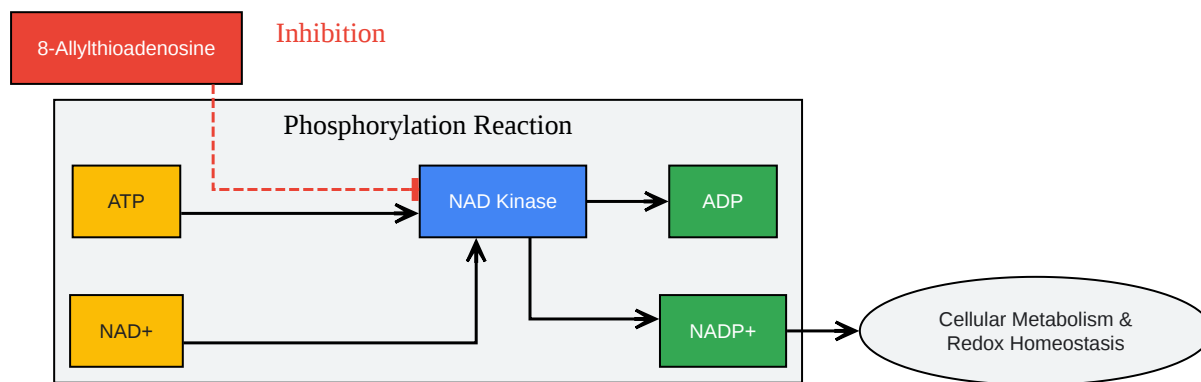 8-Allylthioadenosine
Inhibition
Phosphorylation Reaction
ATP
NAD Kinase
ADP
NAD+
NADP+
Cellular Metabolism &
Redox Homeostasis